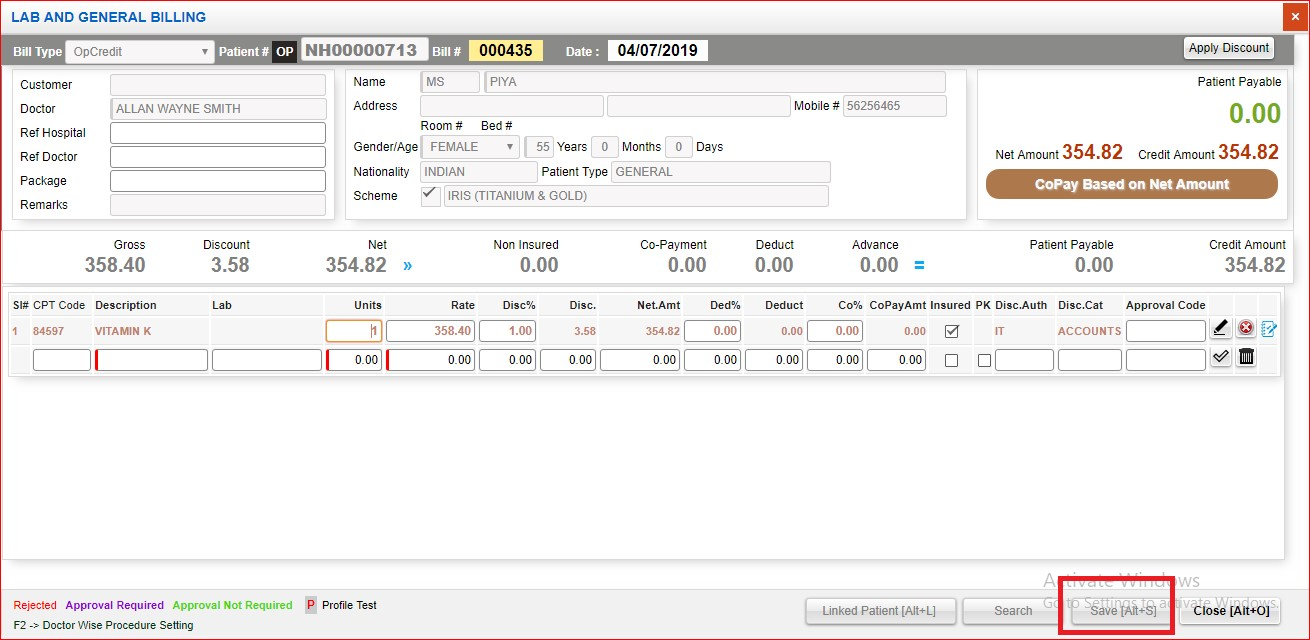 LAB AND GENERAL BILLING ×
Bill Type OpCredit Patient # OP NH00000713 Bill # 000435 Date : 04/07/2019 Apply Discount
Customer
Doctor ALLAN WAYNE SMITH
Ref Hospital
Ref Doctor
Package
Remarks
Name MS PIYA
Address Mobile # 56256465
Room # Bed #
Gender/Age FEMALE 55 Years 0 Months 0 Days
Nationality INDIAN Patient Type GENERAL
Scheme IRIS (TITANIUM & GOLD)
Patient Payable
0.00
Net Amount 354.82 Credit Amount 354.82
CoPay Based on Net Amount
Gross Discount Net Non Insured Co-Payment Deduct Advance Patient Payable Credit Amount
358.40 3.58 354.82 » 0.00 0.00 0.00 0.00 = 0.00 354.82
Sl# CPT Code Description Lab Units Rate Disc% Disc. Net.Amt Ded% Deduct Co% CoPayAmt Insured PK Disc.Auth Disc.Cat Approval Code
1 84597 VITAMIN K 1 358.40 1.00 3.58 354.82 0.00 0.00 0.00 0.00 IT ACCOUNTS
0.00 0.00 0.00 0.00 0.00 0.00 0.00 0.00 0.00
Activate Windows
Go to Settings to activate Windows.
Rejected Approval Required Approval Not Required P Profile Test
F2 -> Doctor Wise Procedure Setting
Linked Patient [Alt+L] Search Save [Alt+S] Close [Alt+O]